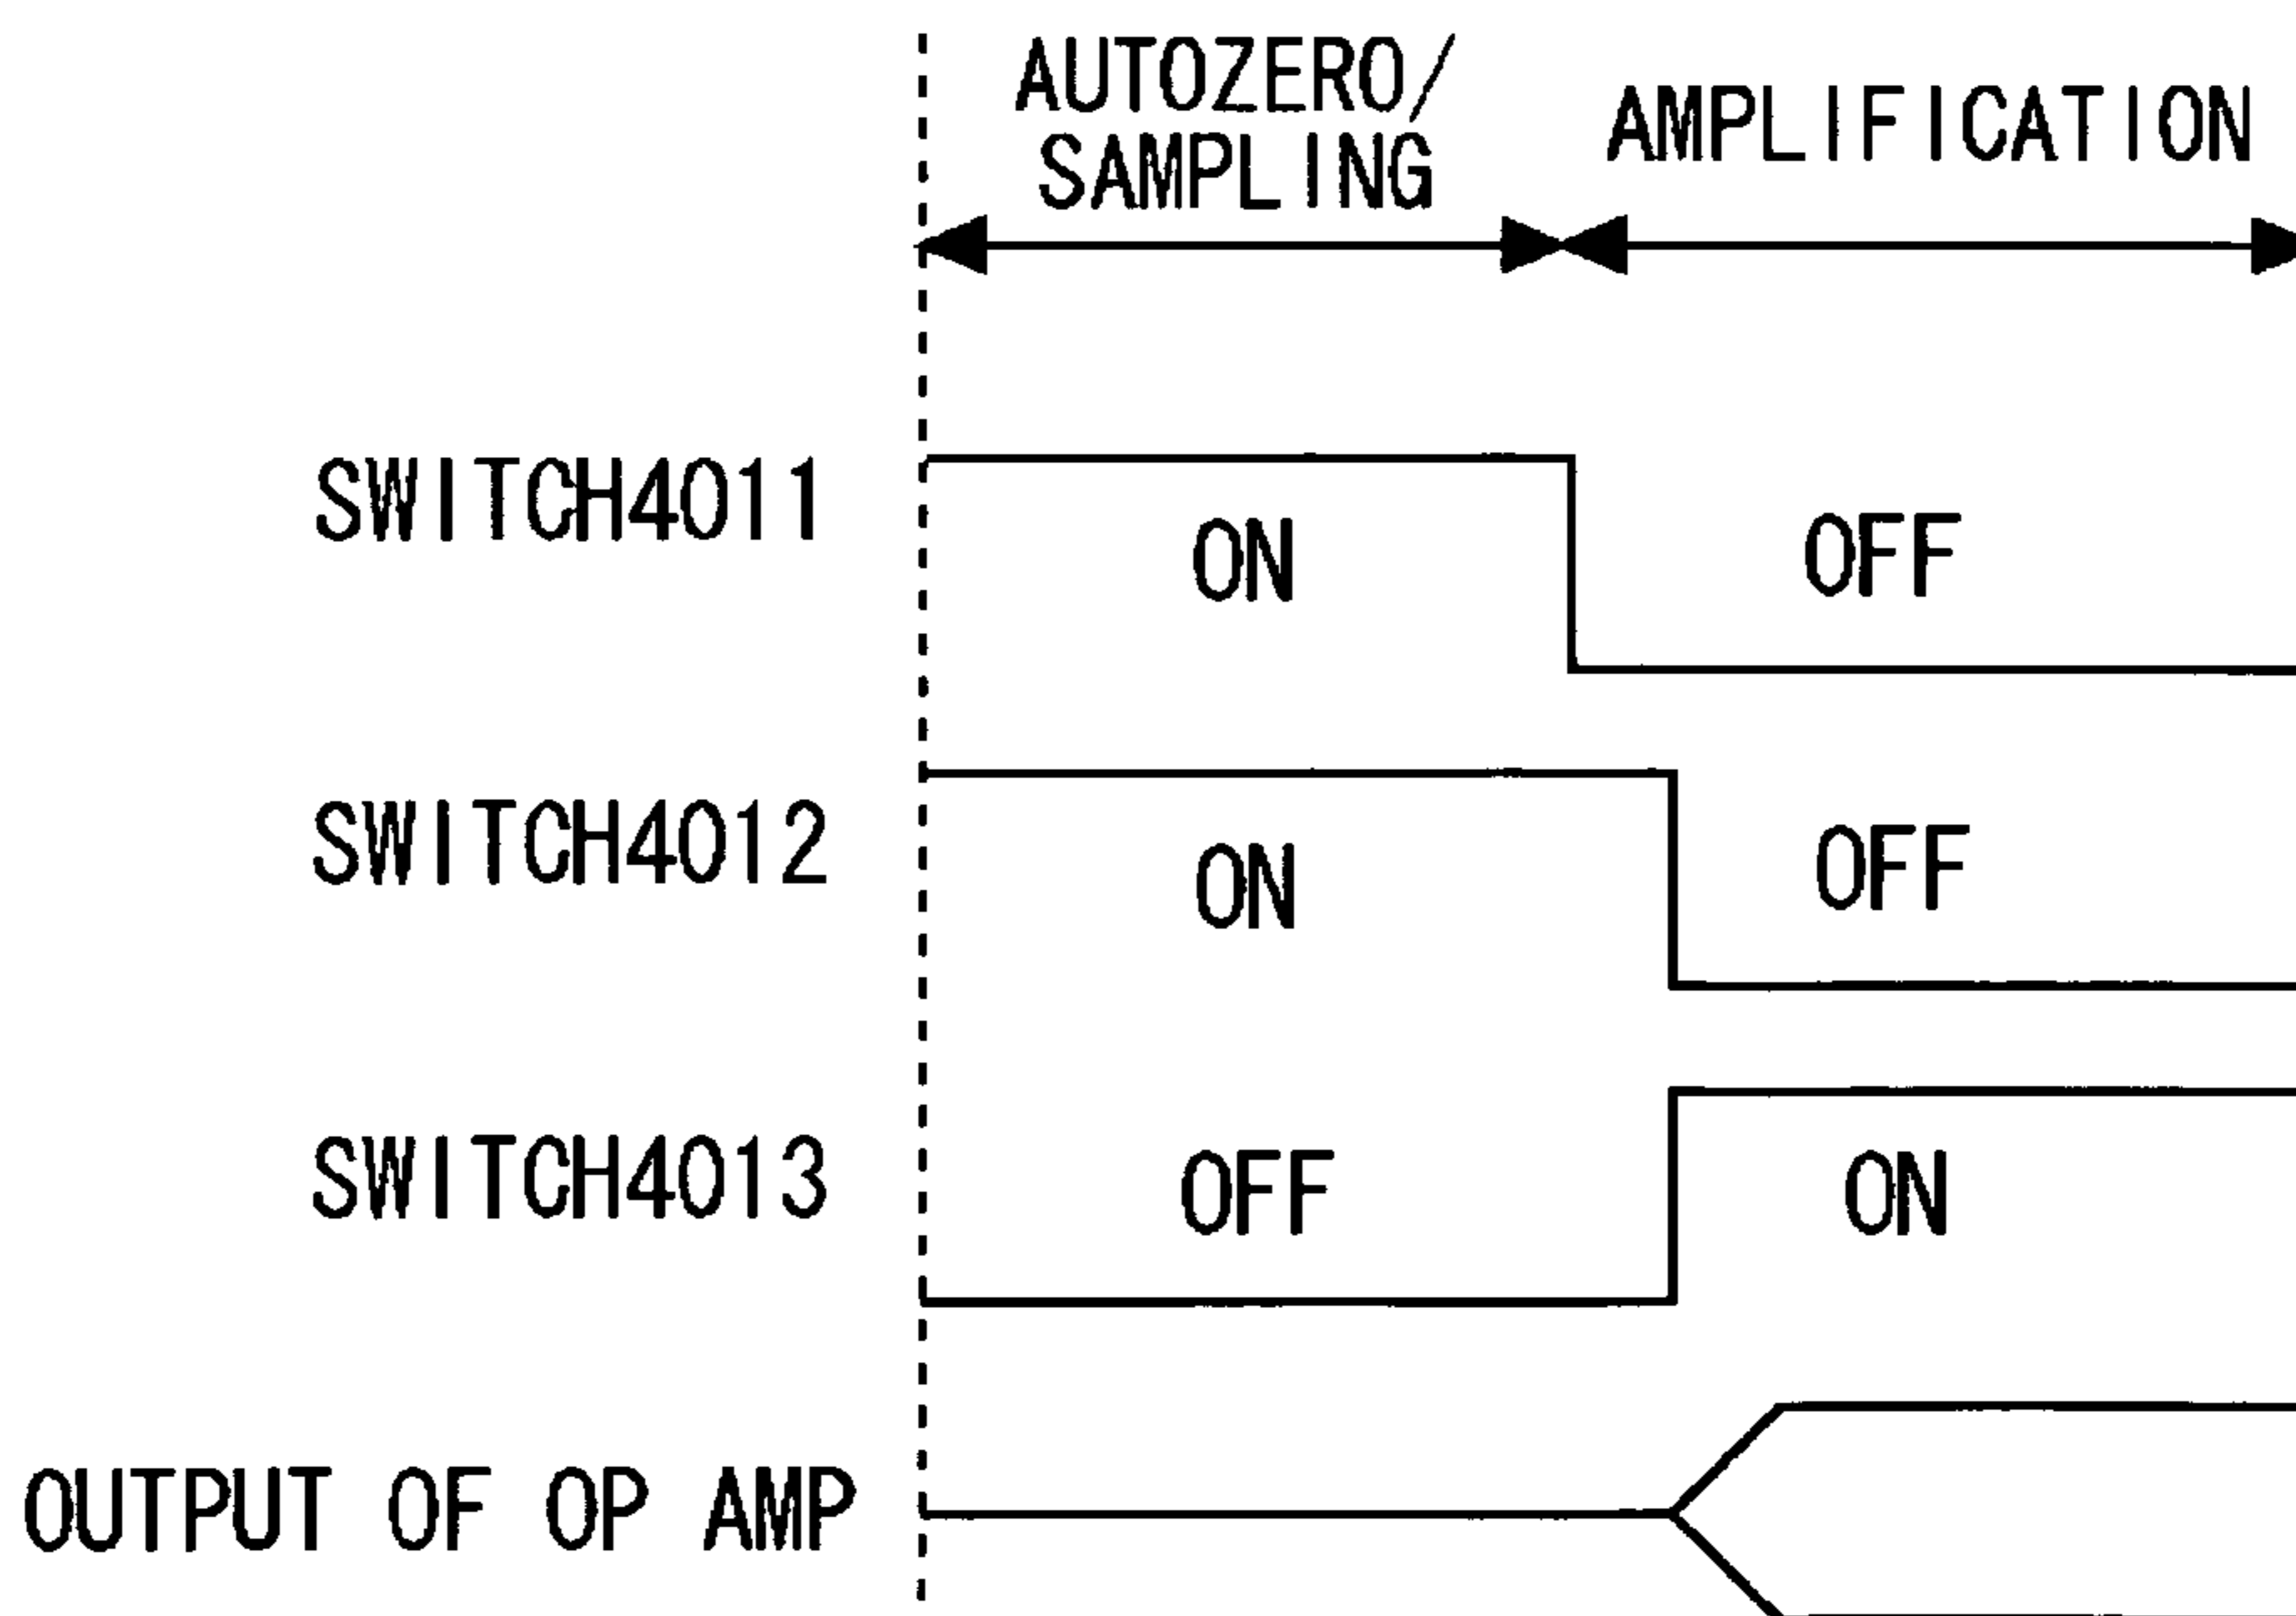 AUTOZERO/
SAMPLING
AMPLIFICATION
SWITCH4011
ON
OFF
SWITCH4012
ON
OFF
SWITCH4013
OFF
ON
OUTPUT OF OP AMP